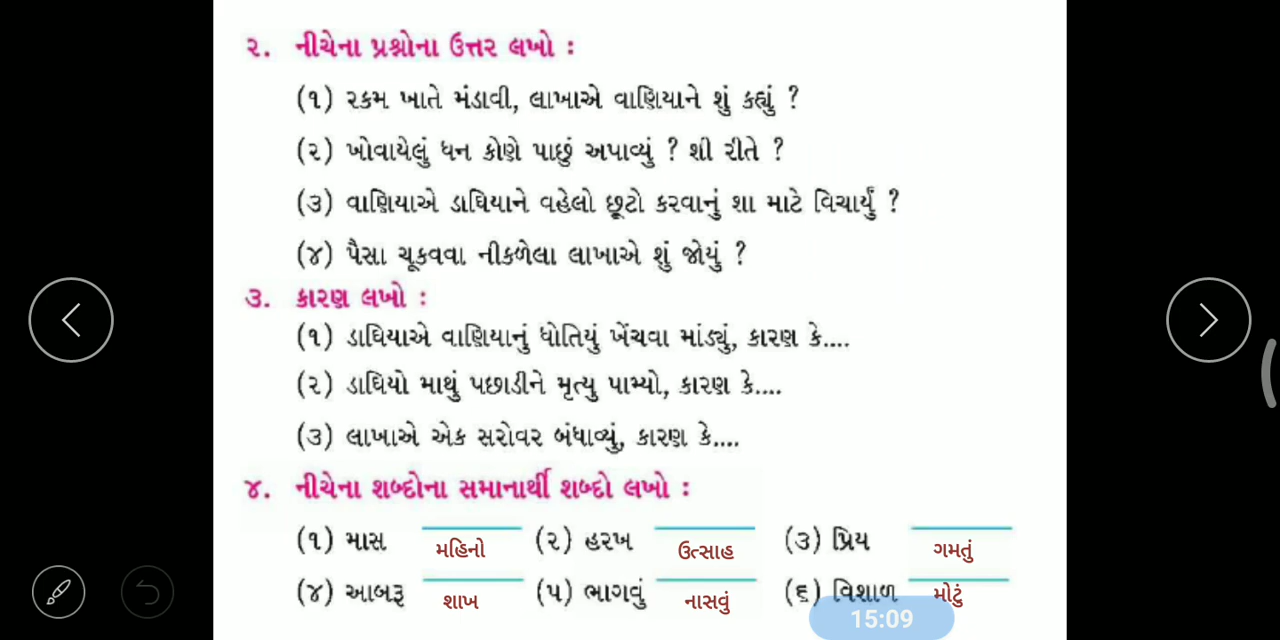 ૨. નીચેના પ્રશ્નોના ઉત્તર લખો :
(૧) રકમ ખાતે મંડાવી, લાખાએ વાણિયાને શું કહ્યું ?
(૨) ખોવાયેલું ધન કોણે પાછું અપાવ્યું ? શી રીતે ?
(૩) વાણિયાએ ડાઘિયાને વહેલો છૂટો કરવાનું શા માટે વિચાર્યું ?
(૪) પૈસા ચૂકવવા નીકળેલા લાખાએ શું જોયું ?
૩. કારણ લખો :
(૧) ડાઘિયાએ વાણિયાનું ધોતિયું ખેંચવા માંડ્યું, કારણ કે....
(૨) ડાઘિયો માથું પછાડીને મૃત્યુ પામ્યો, કારણ કે....
(૩) લાખાએ એક સરોવર બંધાવ્યું, કારણ કે....
૪. નીચેના શબ્દોના સમાનાર્થી શબ્દો લખો :
(૧) માસ મહિનો (૨) હરખ ઉત્સાહ (૩) પ્રિય ગમતું
(૪) આબરૂ શાખ (૫) ભાગવું નાસવું (૬) વિશાળ મોટું
15:09